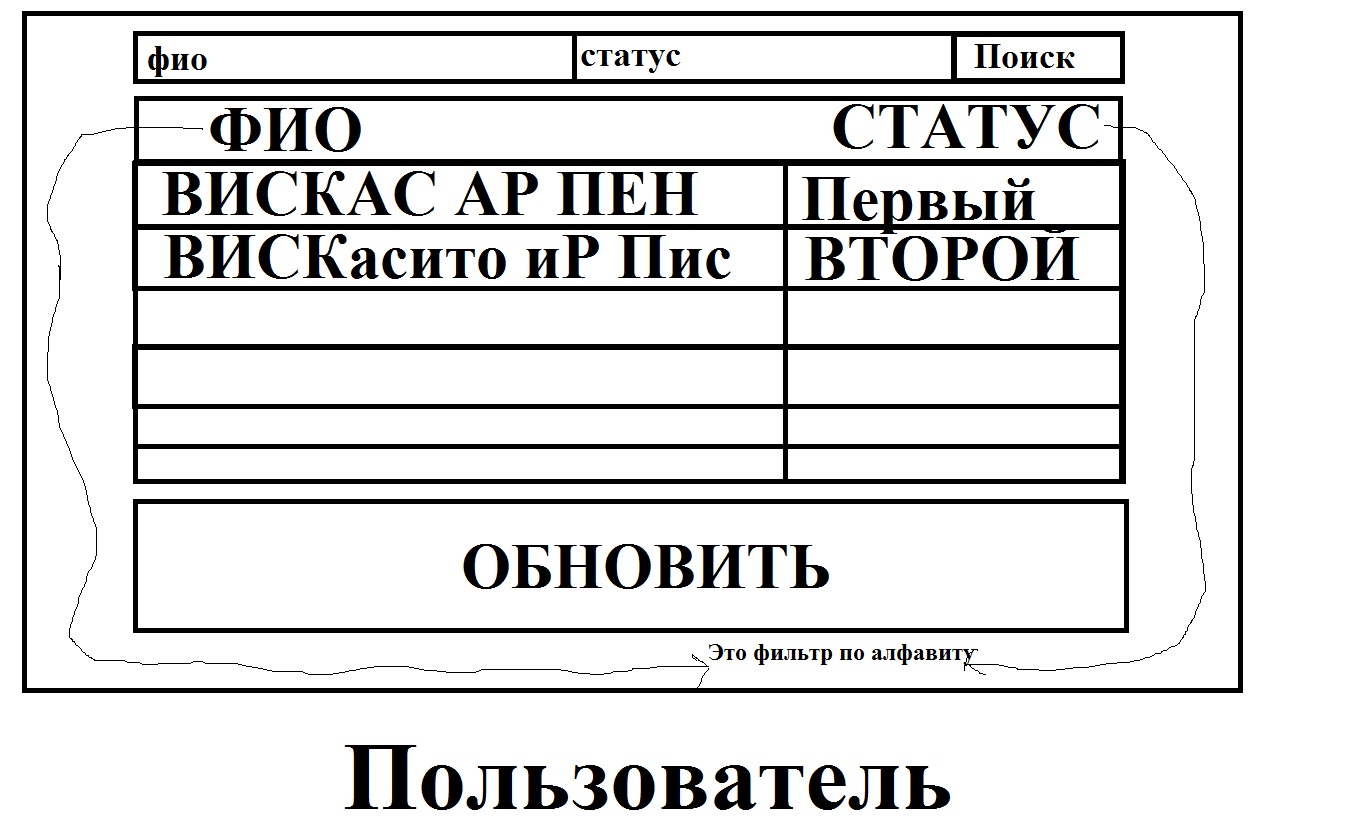 фио статус Поиск
ФИО СТАТУС
ВИСКАС АР ПЕН Первый
ВИСКасито иР Пис ВТОРОЙ
ОБНОВИТЬ
Это фильтр по алфавиту
Пользователь